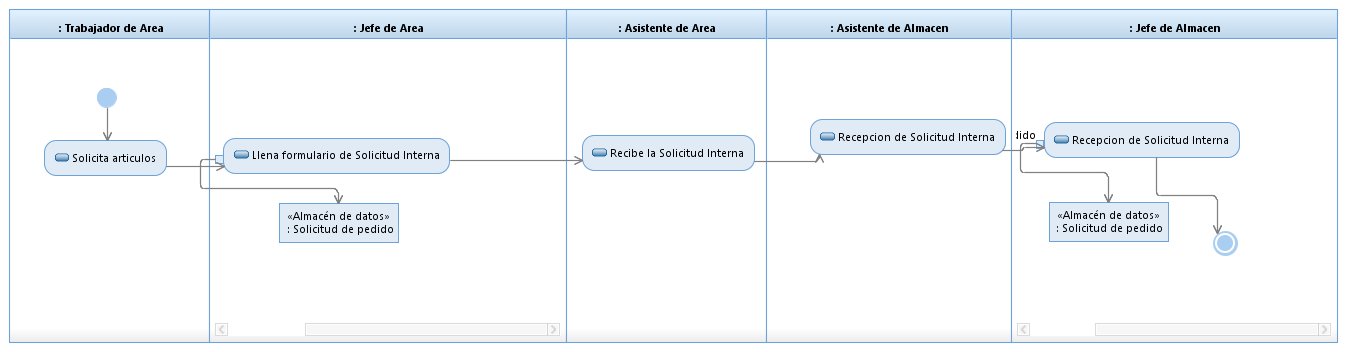 : Trabajador de Area
: Jefe de Area
: Asistente de Area
: Asistente de Almacen
: Jefe de Almacen
Solicita articulos
Llena formulario de Solicitud Interna
«Almacén de datos»
: Solicitud de pedido
Recibe la Solicitud Interna
Recepcion de Solicitud Interna
Recepcion de Solicitud Interna
«Almacén de datos»
: Solicitud de pedido